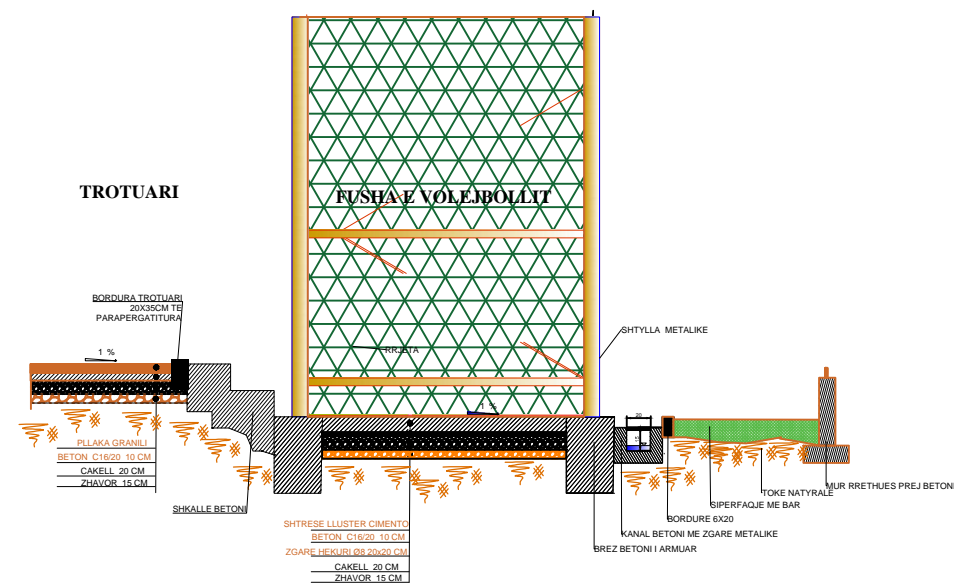 TROTUARI
FUSHA E VOLEJBOLLIT
BORDURA TROTUARI
20X35CM TE
PARAPERGATITURA
SHTYLLA METALIKE
RRJETA
1 %
1 %
20
15
PLLAKA GRANILI
BETON C16/20 10 CM
CAKELL 20 CM
ZHAVOR 15 CM
SHKALLE BETONI
SHTRESE LLUSTER CIMENTO
BETON C16/20 10 CM
ZGARE HEKURI Ø8 20x20 CM
CAKELL 20 CM
ZHAVOR 15 CM
MUR RRETHUES PREJ BETONI
TOKE NATYRALE
SIPERFAQJE ME BAR
BORDURE 6X20
KANAL BETONI ME ZGARE METALIKE
BREZ BETONI I ARMUAR